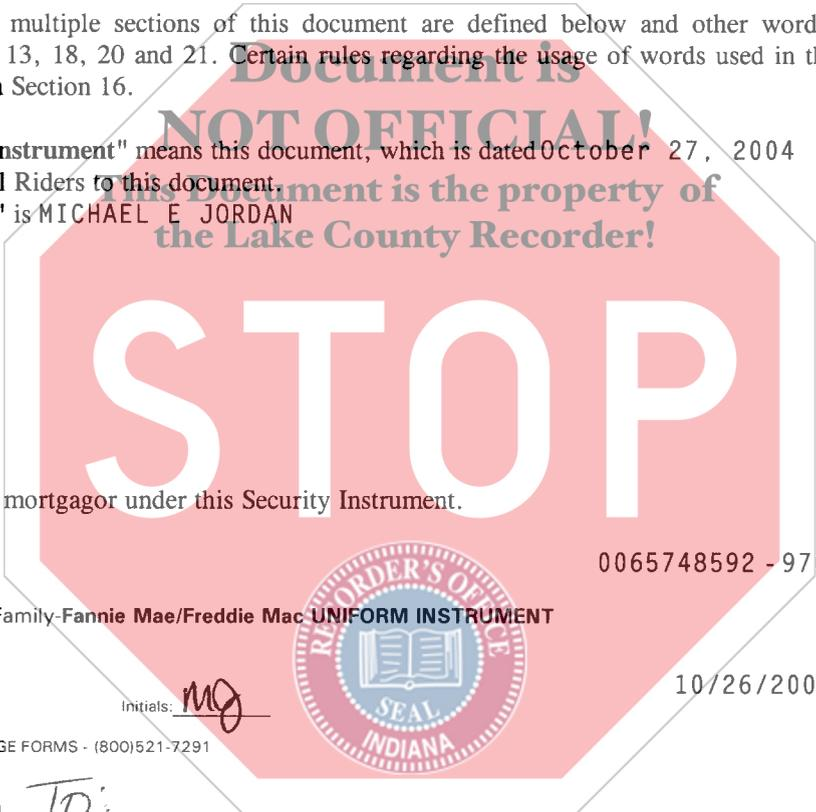 multiple sections of this document are defined below and other word
Document is
13, 18, 20 and 21. Certain rules regarding the usage of words used in th
Section 16.
NOT OFFICIAL!
nstrument" means this document, which is dated October 27, 2004
l Riders to this document.
This Document is the property of
" is MICHAEL E JORDAN
the Lake County Recorder!
STOP
mortgagor under this Security Instrument.
0065748592 - 97
Family-Fannie Mae/Freddie Mac UNIFORM INSTRUMENT
RECORDER'S OFFICE
SEAL
INDIANA
Initials: MJ
10/26/200
GE FORMS - (800)521-7291
TO: